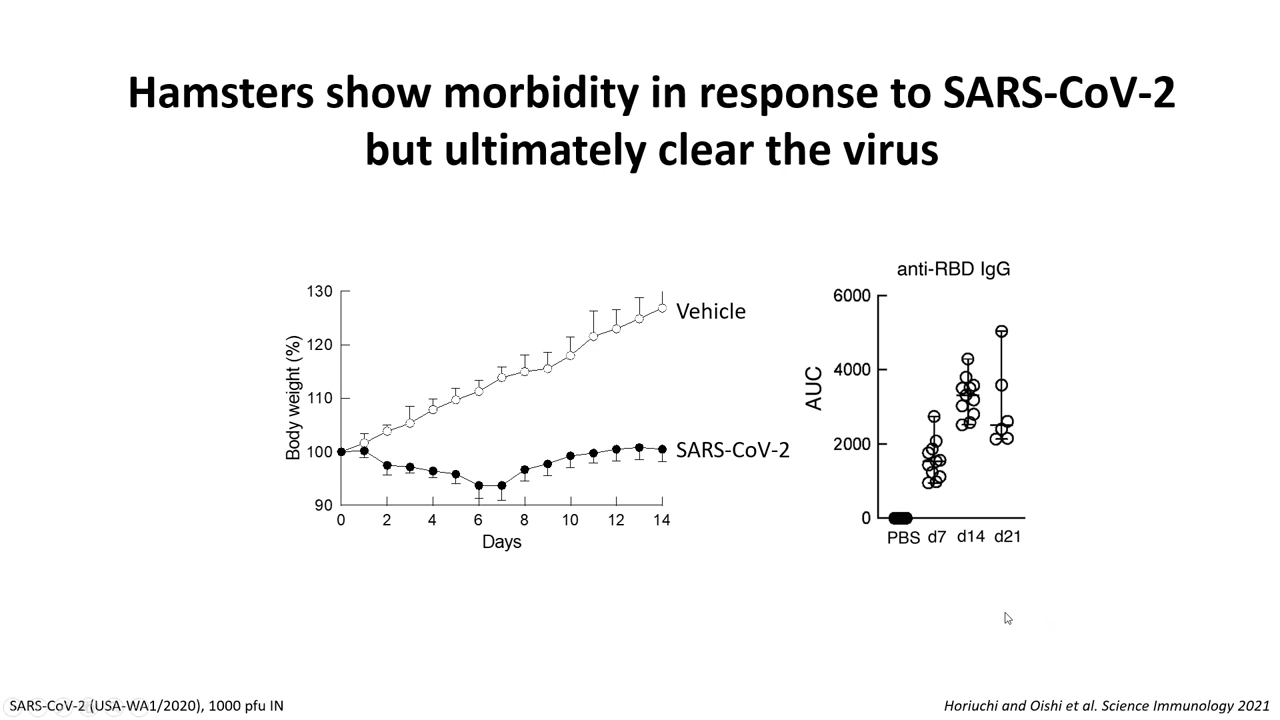 Hamsters show morbidity in response to SARS-CoV-2
but ultimately clear the virus
130
120
110
100
90
Body weight (%)
0 2 4 6 8 10 12 14
Days
Vehicle
SARS-CoV-2
anti-RBD IgG
6000
4000
2000
0
AUC
PBS d7 d14 d21
SARS-CoV-2 (USA-WA1/2020), 1000 pfu IN
Horiuchi and Oishi et al. Science Immunology 2021